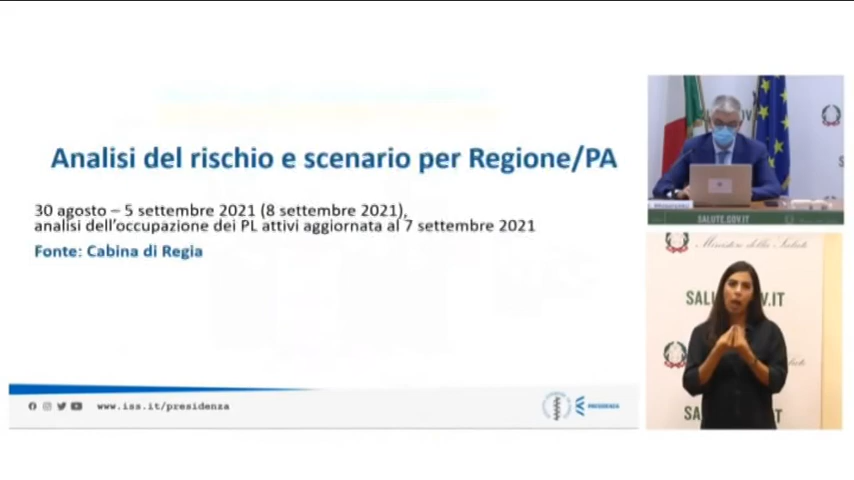 Analisi del rischio e scenario per Regione/PA
30 agosto – 5 settembre 2021 (8 settembre 2021),
analisi dell'occupazione dei PL attivi aggiornata al 7 settembre 2021
Fonte: Cabina di Regia
www.iss.it/presidenza
PRESIDENZA
SALUTE.GOV.IT
Ministero della Salute
SALU V.IT
SA T